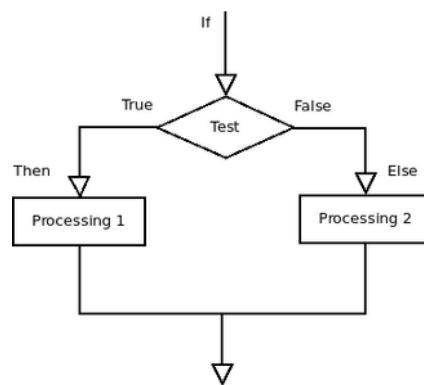 If
True
False
Test
Then
Else
Processing 1
Processing 2